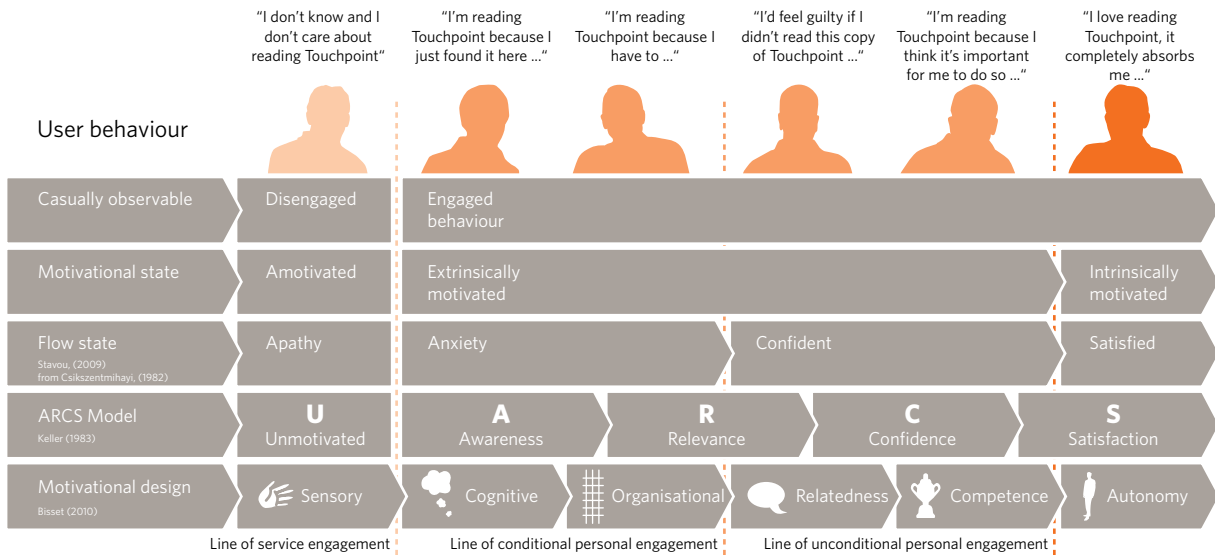 "I don't know and I
don't care about
reading Touchpoint“
"I'm reading
Touchpoint because I
just found it here ...“
"I'm reading
Touchpoint because I
have to ...“
"I'd feel guilty if I
didn't read this copy
of Touchpoint ...“
"I'm reading
Touchpoint because I
think it's important
for me to do so ...“
"I love reading
Touchpoint, it
completely absorbs
me ...“
User behaviour
Casually observable
Disengaged
Engaged
behaviour
Motivational state
Amotivated
Extrinsically
motivated
Intrinsically
motivated
Flow state
Stavou, (2009)
from Csikszentmihayi, (1982)
Apathy
Anxiety
Confident
Satisfied
ARCS Model
Keller (1983)
U
Unmotivated
A
Awareness
R
Relevance
C
Confidence
S
Satisfaction
Motivational design
Bisset (2010)
Sensory
Cognitive
Organisational
Relatedness
Competence
Autonomy
Line of service engagement
Line of conditional personal engagement
Line of unconditional personal engagement